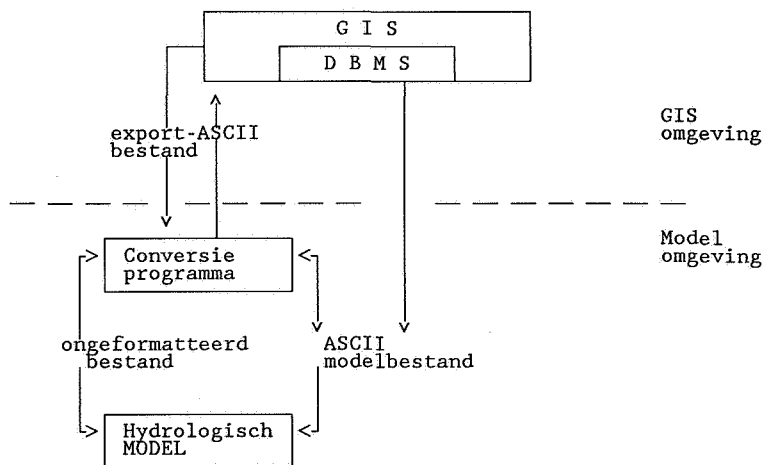 G I S
D B M S
export-ASCII
bestand
GIS
omgeving
Model
omgeving
Conversie
programma
ongeformatteerd
bestand
ASCII
modelbestand
Hydrologisch
MODEL